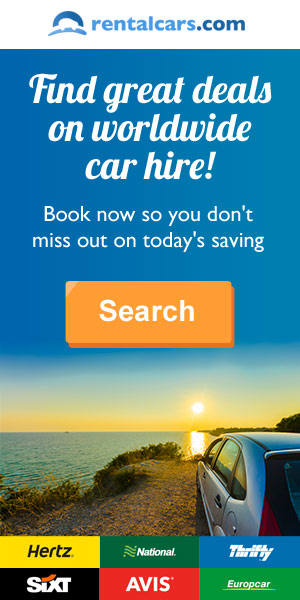 rentalcars.com
Find great deals
on worldwide
car hire!
Book now so you don't
miss out on today's saving
Search
Hertz. National. Thrifty
SIXT AVIS Europcar